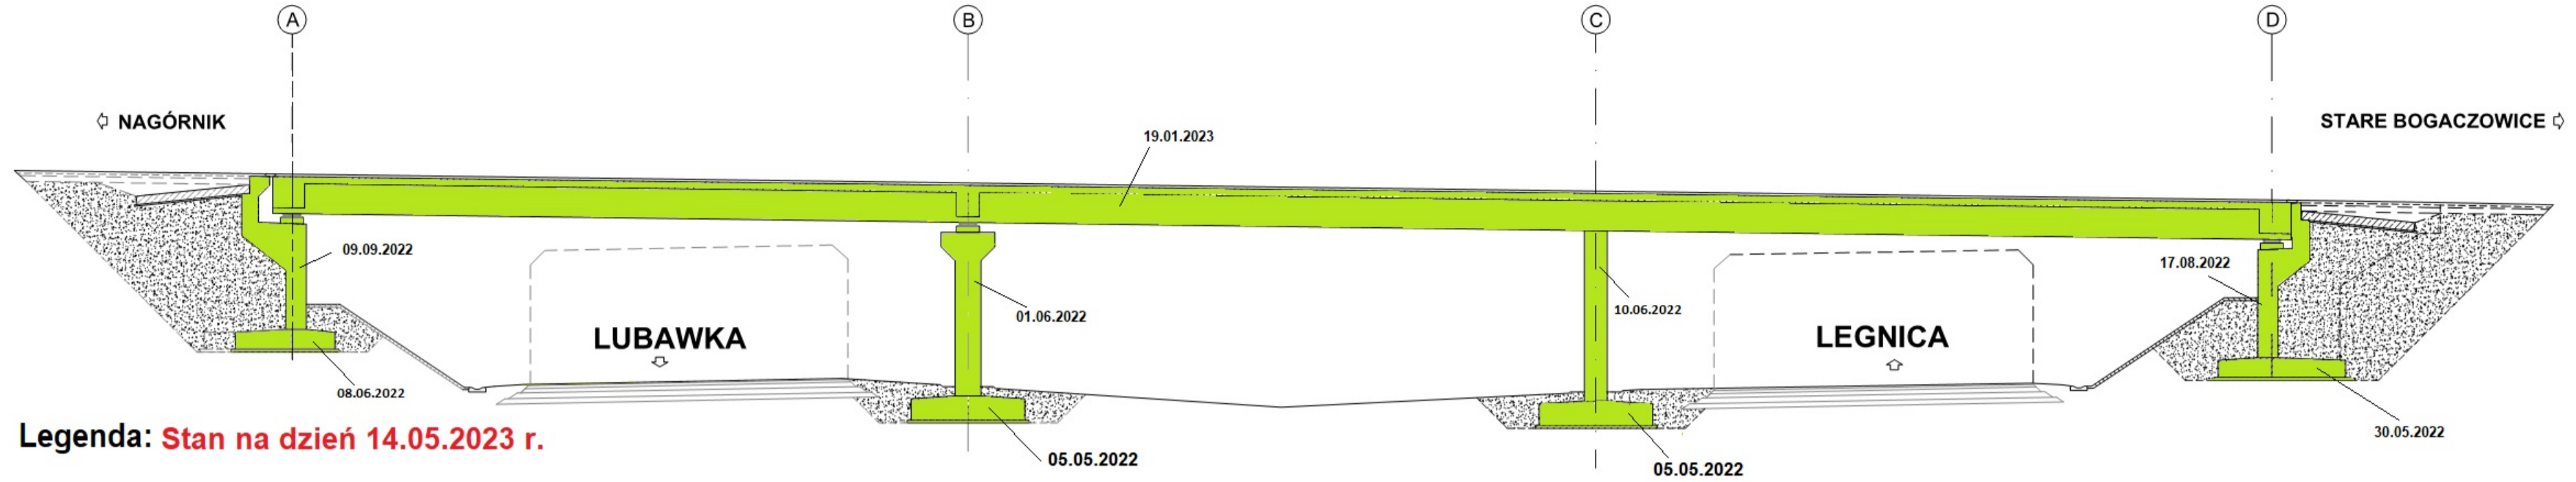 A
B
C
D
NAGÓRNIK
STARE BOGACZOWICE
19.01.2023
09.09.2022
01.06.2022
10.06.2022
17.08.2022
LUBAWKA
LEGNICA
08.06.2022
05.05.2022
05.05.2022
30.05.2022
Legenda: Stan na dzień 14.05.2023 r.